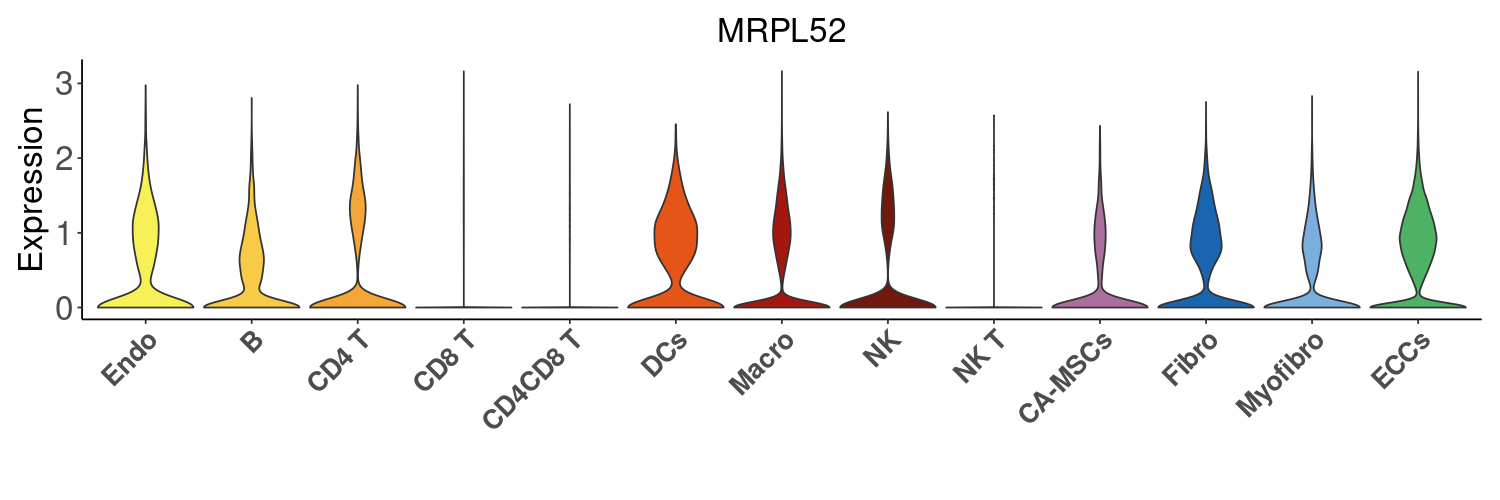 MRPL52
Expression
3
2
1
0
Endo
B
CD4 T
CD8 T
CD4CD8 T
DCs
Macro
NK
NK T
CA-MSCs
Fibro
Myofibro
ECCs